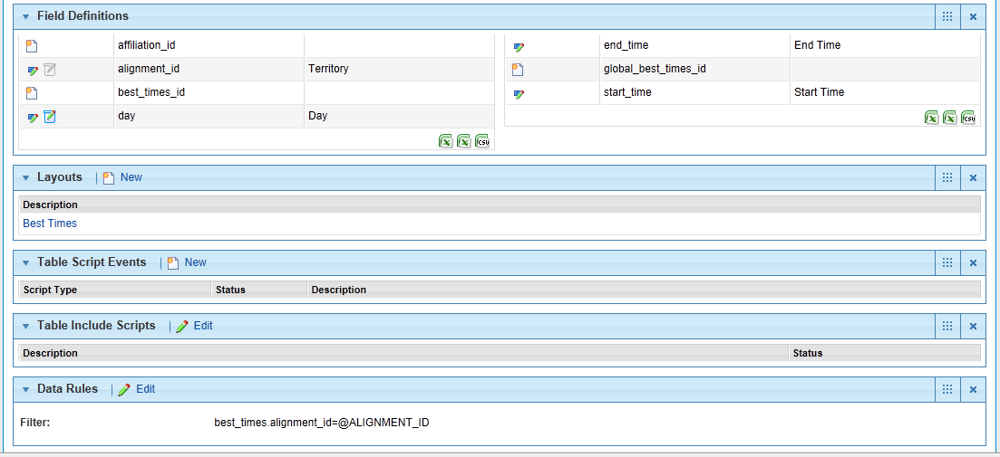 Field Definitions
affiliation_id
alignment_id Territory
best_times_id
day Day
end_time End Time
global_best_times_id
start_time Start Time
csv
csv
Layouts | New
Description
Best Times
Table Script Events | New
Script Type Status Description
Table Include Scripts | Edit
Description Status
Data Rules | Edit
Filter: best_times.alignment_id=@ALIGNMENT_ID